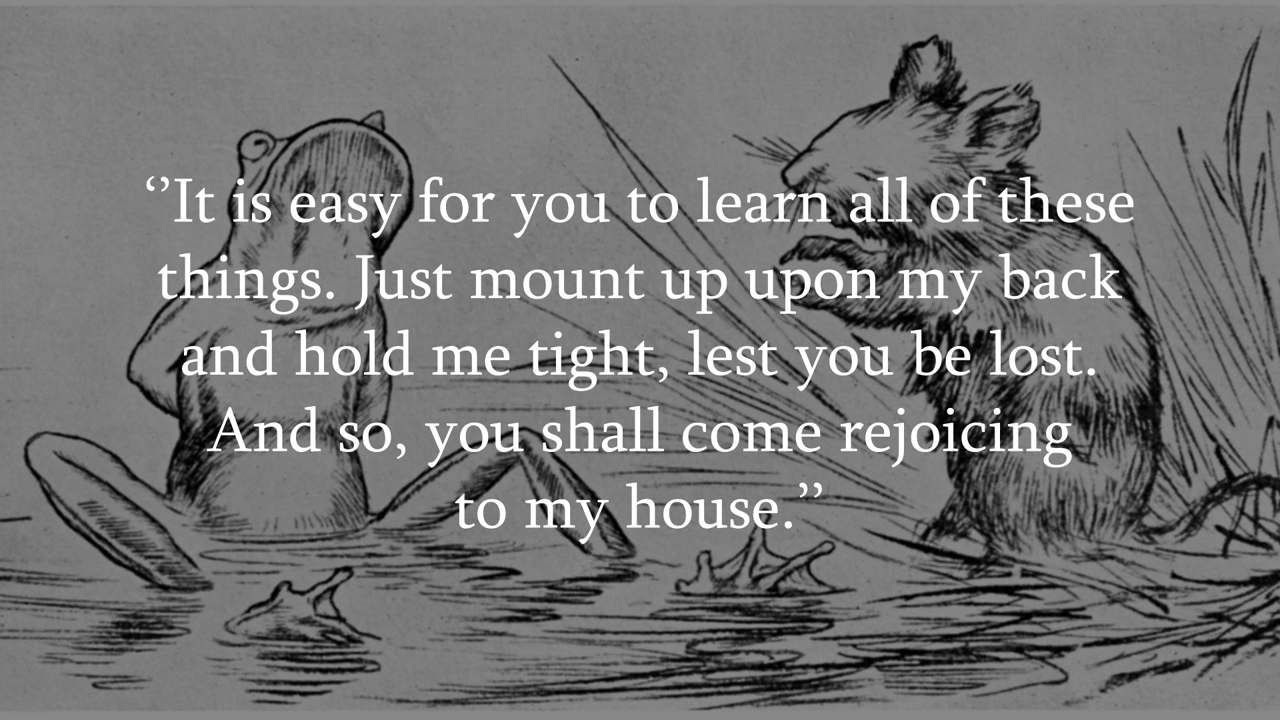 ‘’It is easy for you to learn all of these
things. Just mount up upon my back
and hold me tight, lest you be lost.
And so, you shall come rejoicing
to my house.’’